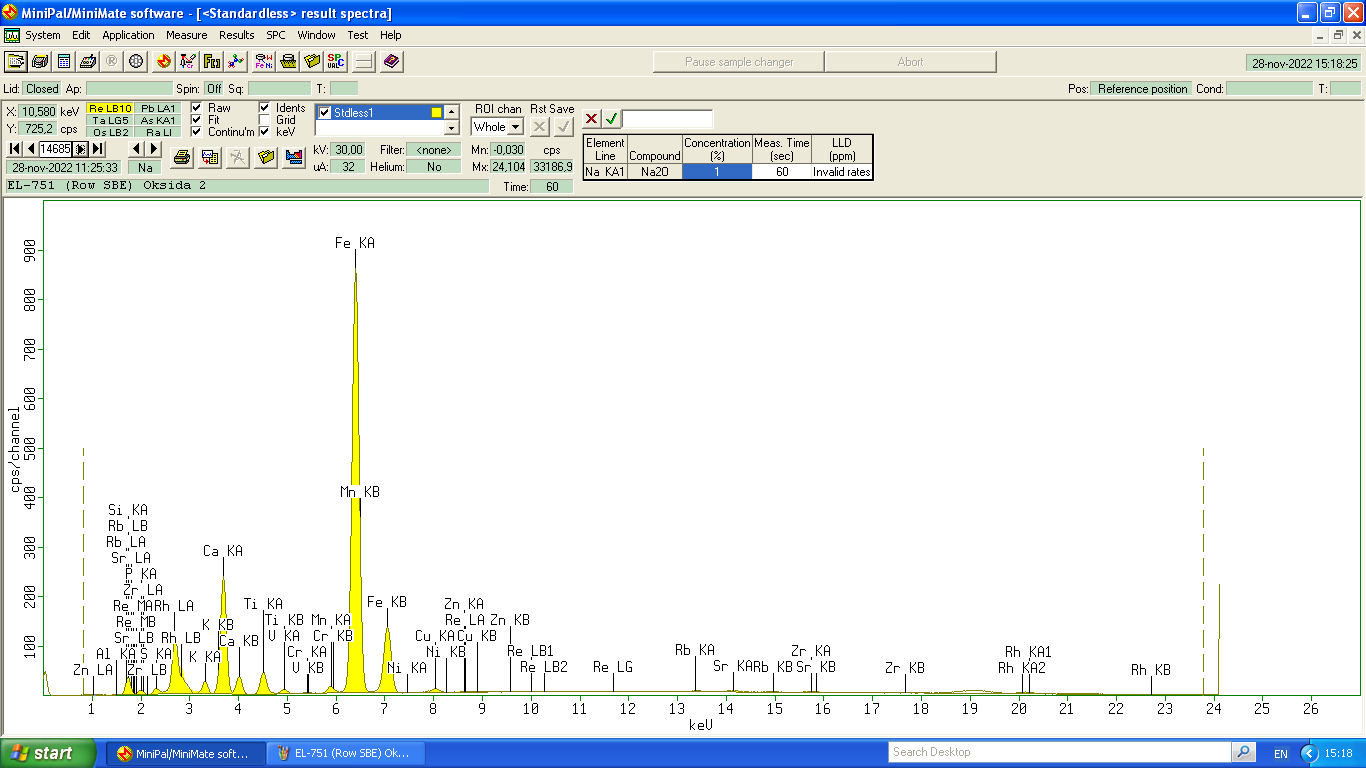 MiniPal/MiniMate software - [<Standardless> result spectra]
System Edit Application Measure Results SPC Window Test Help
Pause sample changer Abort 28-nov-2022 15:18:25
Lid: Closed Ap: Spin: Off Sq: T: Pos: Reference position Cond: T:
X: 10,580 keV Re LB10 Pb LA1 Raw Idents Stdless1 ROI chan Rst Save
Y: 725,2 cps Ta LG5 As KA1 Fit Grid Whole
Os LB2 Ra LI Continu'm keV
14685 kV: 30,00 Filter: <none> Mn: -0,030 cps
28-nov-2022 11:25:33 Na uA: 32 Helium: No Mx: 24,104 33186,9
EL-751 (Row SBE) Oksida 2 Time: 60
Element Line Compound Concentration (%) Meas. Time (sec) LLD (ppm)
Na KA1 Na2O 1 60 Invalid rates
cps/channel
900
800
700
600
500
400
300
200
100
Fe KA
Mn KB
Si KA
Rb LB
Rb LA
Sr LA
P KA
Zr LA
Re MA
Rh LA
Re MB
Sr LB
Rh LB
Al KA
S KA
Zn LA
Zr LB
K KA
K KB
Ca KA
Ca KB
Ti KA
Ti KB
V KA
Mn KA
Cr KB
Cr KA
V KB
Fe KB
Ni KA
Cu KA
Ni KB
Zn KA
Re LA
Cu KB
Zn KB
Re LB1
Re LB2
Re LG
Rb KA
Sr KA
Rb KB
Zr KA
Sr KB
Zr KB
Rh KA1
Rh KA2
Rh KB
1 2 3 4 5 6 7 8 9 10 11 12 13 14 15 16 17 18 19 20 21 22 23 24 25 26
keV
start MiniPal/MiniMate soft... EL-751 (Row SBE) Ok... Search Desktop EN 15:18